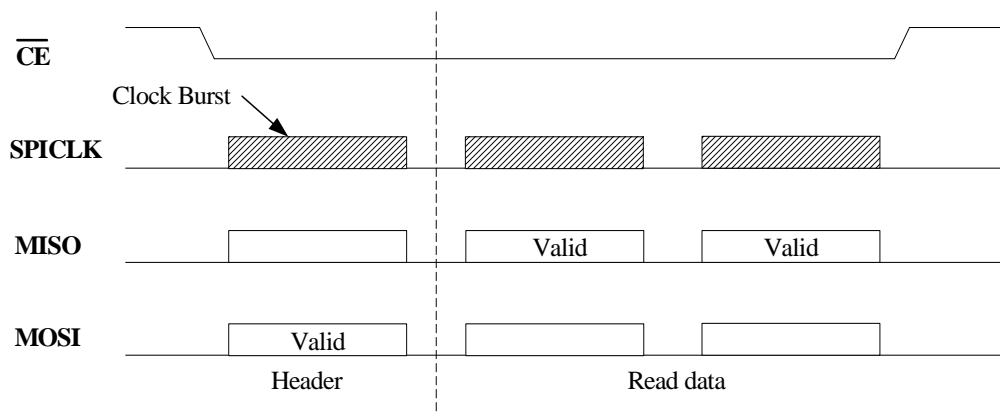 CE
Clock Burst
SPICLK
MISO
Valid
Valid
MOSI
Valid
Header
Read data